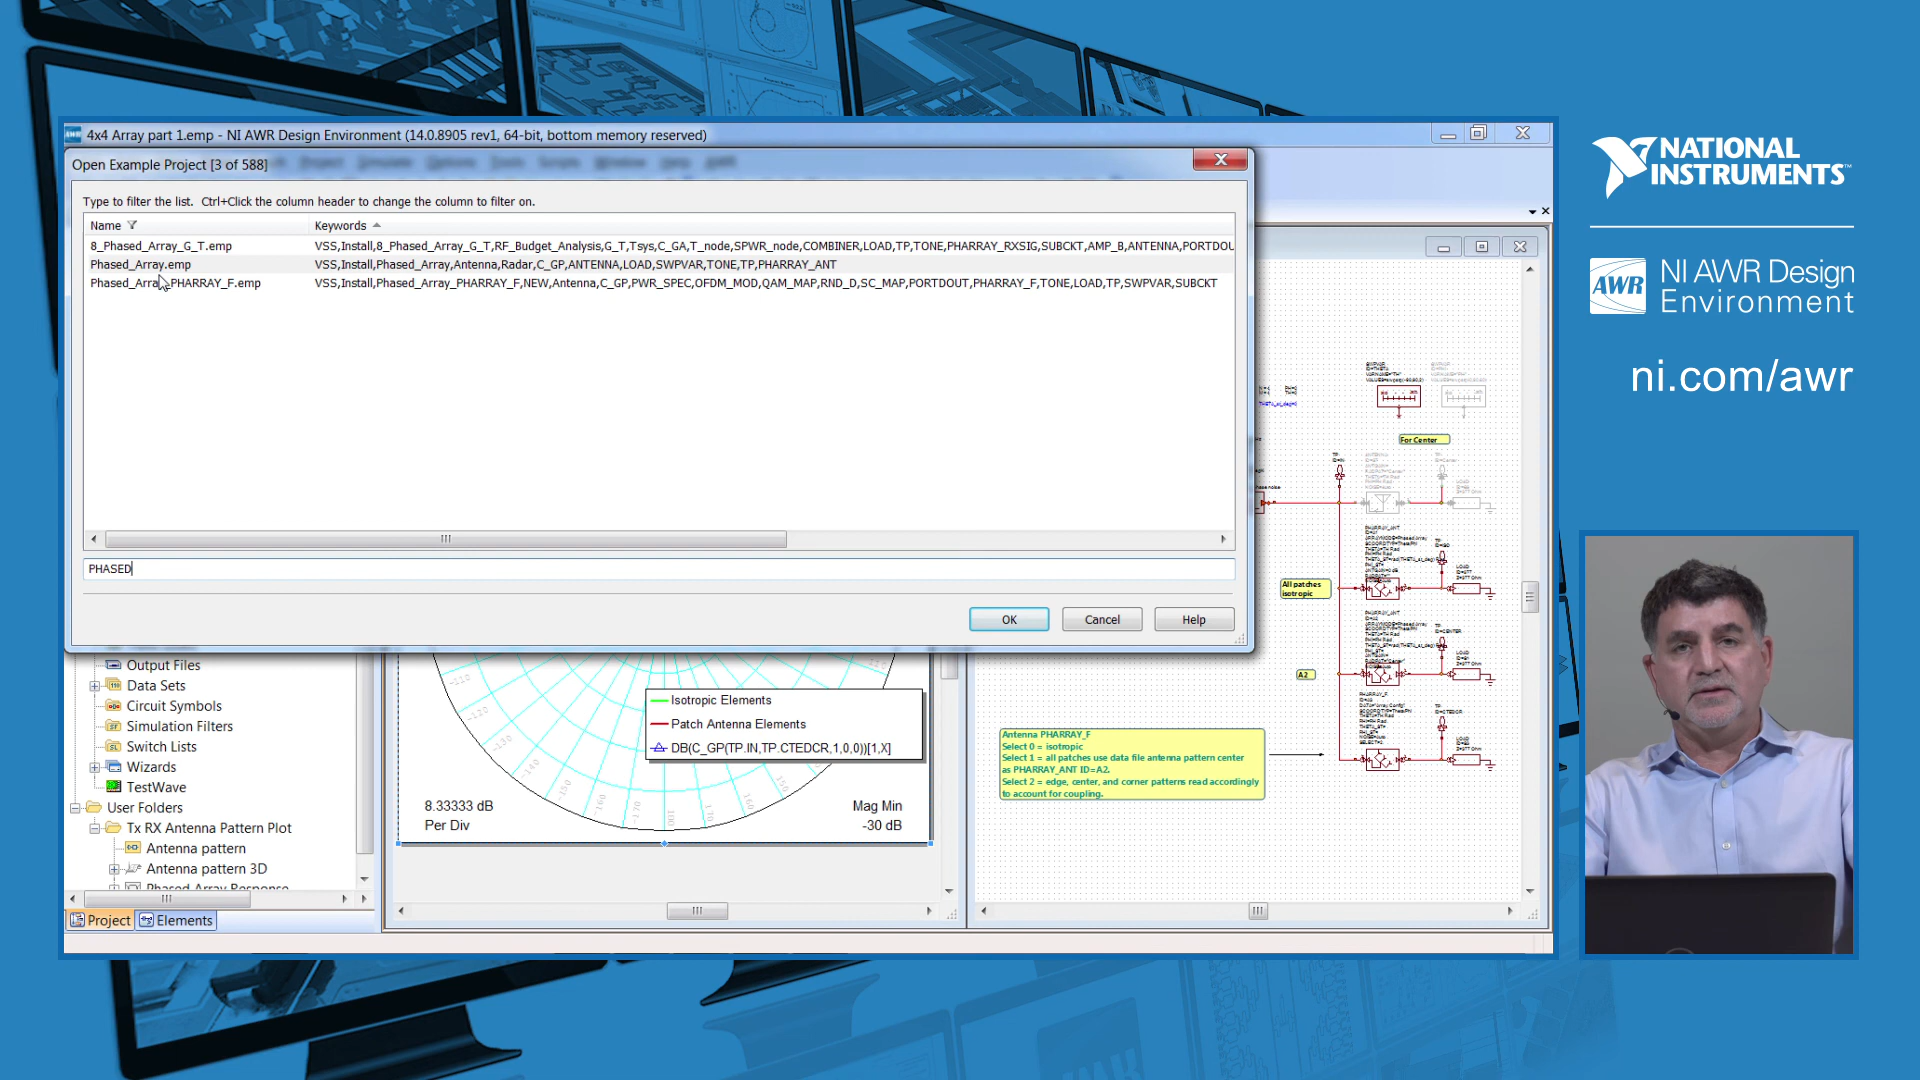 4x4 Array part 1.emp - NI AWR Design Environment (14.0.8905 rev1, 64-bit, bottom memory reserved)
Open Example Project [3 of 588]
Type to filter the list. Ctrl+Click the column header to change the column to filter on.
Name Keywords
8_Phased_Array_G_T.emp VSS,Install,8_Phased_Array_G_T,RF_Budget_Analysis,G_T,Tsys,C_GA,T_node,SPWR_node,COMBINER,LOAD,TP,TONE,PHARRAY_RXSIG,SUBCKT,AMP_B,ANTENNA,PORTDOU
Phased_Array.emp VSS,Install,Phased_Array,Antenna,Radar,C_GP,ANTENNA,LOAD,SWPVAR,TONE,TP,PHARRAY_ANT
PHARRAY_F.emp VSS,Install,Phased_Array_PHARRAY_F,NEW,Antenna,C_GP,PWR_SPEC,OFDM_MOD,QAM_MAP,RND_D,SC_MAP,PORTDOUT,PHARRAY_F,TONE,LOAD,TP,SWPVAR,SUBCKT
PHASED
OK Cancel Help
Output Files
Data Sets
Circuit Symbols
Simulation Filters
Switch Lists
Wizards
TestWave
User Folders
Tx RX Antenna Pattern Plot
Antenna pattern
Antenna pattern 3D
Phased Array Response
Project Elements
Isotropic Elements
Patch Antenna Elements
DB(C_GP(TP.IN,TP.CTEDCR,1,0,0))[1,X]
8.33333 dB
Per Div
Mag Min
-30 dB
For Center
All patches
isotropic
A2
Antenna PHARRAY_F
Select 0 = isotropic
Select 1 = all patches use data file antenna pattern center
as PHARRAY_ANT ID=A2.
Select 2 = edge, center, and corner patterns read accordingly
to account for coupling.
NATIONAL
INSTRUMENTS
AWR
NI AWR Design
Environment
ni.com/awr